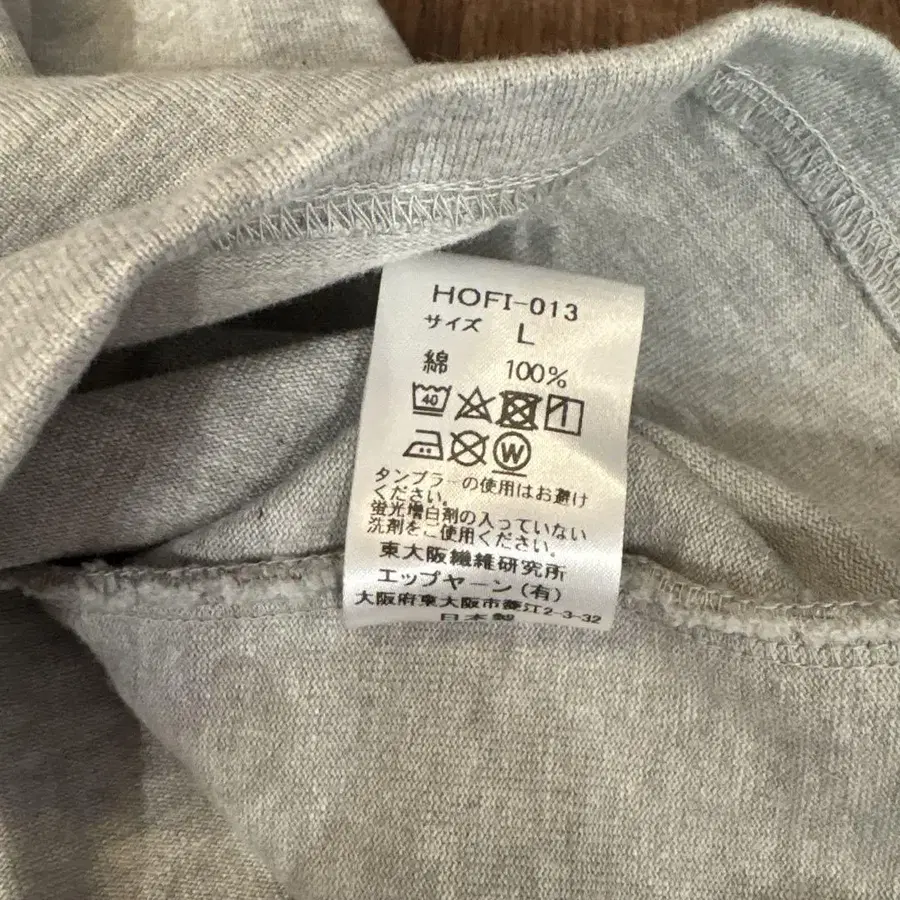 HOFI-013
サイズ L
綿 100%
40
W
タンブラーの使用はお避け
ください。
蛍光増白剤の入っていない
洗剤をご使用ください。
東大阪繊維研究所
エップヤーン(有)
大阪府東大阪市菱江2-3-32
日本製